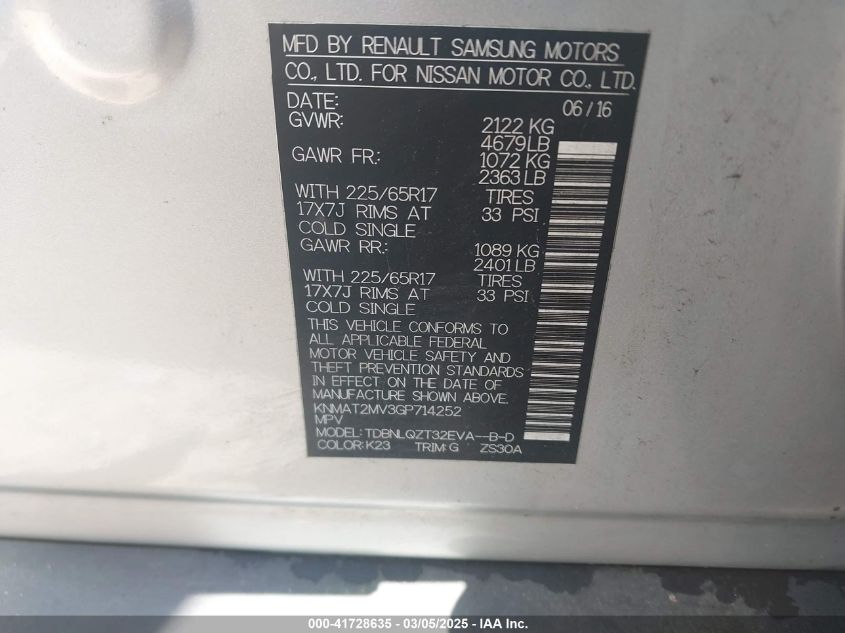 MFD BY RENAULT SAMSUNG MOTORS
CO., LTD. FOR NISSAN MOTOR CO., LTD.
DATE: 06/16
GVWR: 2122 KG
4679LB
GAWR FR.: 1072 KG
2363 LB
WITH 225/65R17 TIRES
17X7J RIMS AT 33 PSI
COLD SINGLE
GAWR RR.: 1089 KG
2401 LB
WITH 225/65R17 TIRES
17X7J RIMS AT 33 PSI
COLD SINGLE
THIS VEHICLE CONFORMS TO
ALL APPLICABLE FEDERAL
MOTOR VEHICLE SAFETY AND
THEFT PREVENTION STANDARDS
IN EFFECT ON THE DATE OF
MANUFACTURE SHOWN ABOVE.
KNMAT2MV3GP714252
MPV
MODEL: TDBNLQZT32EVA--B-D
COLOR: K23 TRIM: G ZS30A
000-41728635 - 03/05/2025 - IAA Inc.